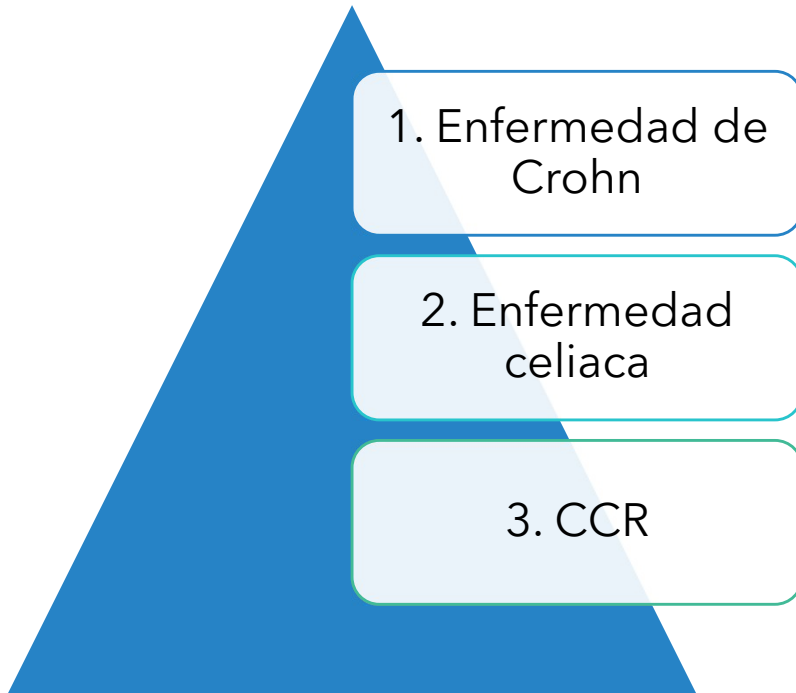 1. Enfermedad de
Crohn
2. Enfermedad
celiaca
3. CCR